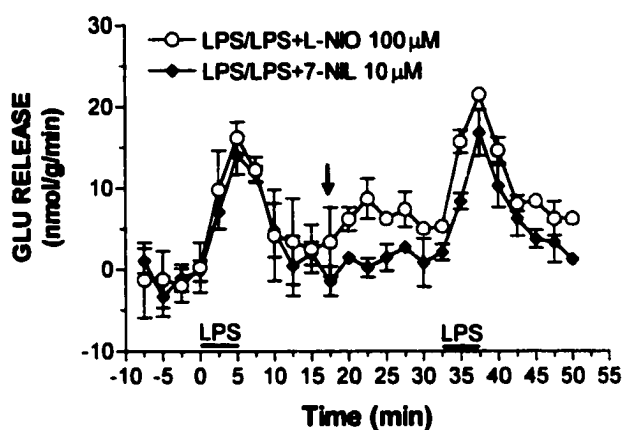 30
20
10
0
-10
GLU RELEASE
(nmol/g/min)
LPS/LPS+L-NIO 100 μM
LPS/LPS+7-NIL 10 μM
LPS
LPS
-10 -5 0 5 10 15 20 25 30 35 40 45 50 55
Time (min)